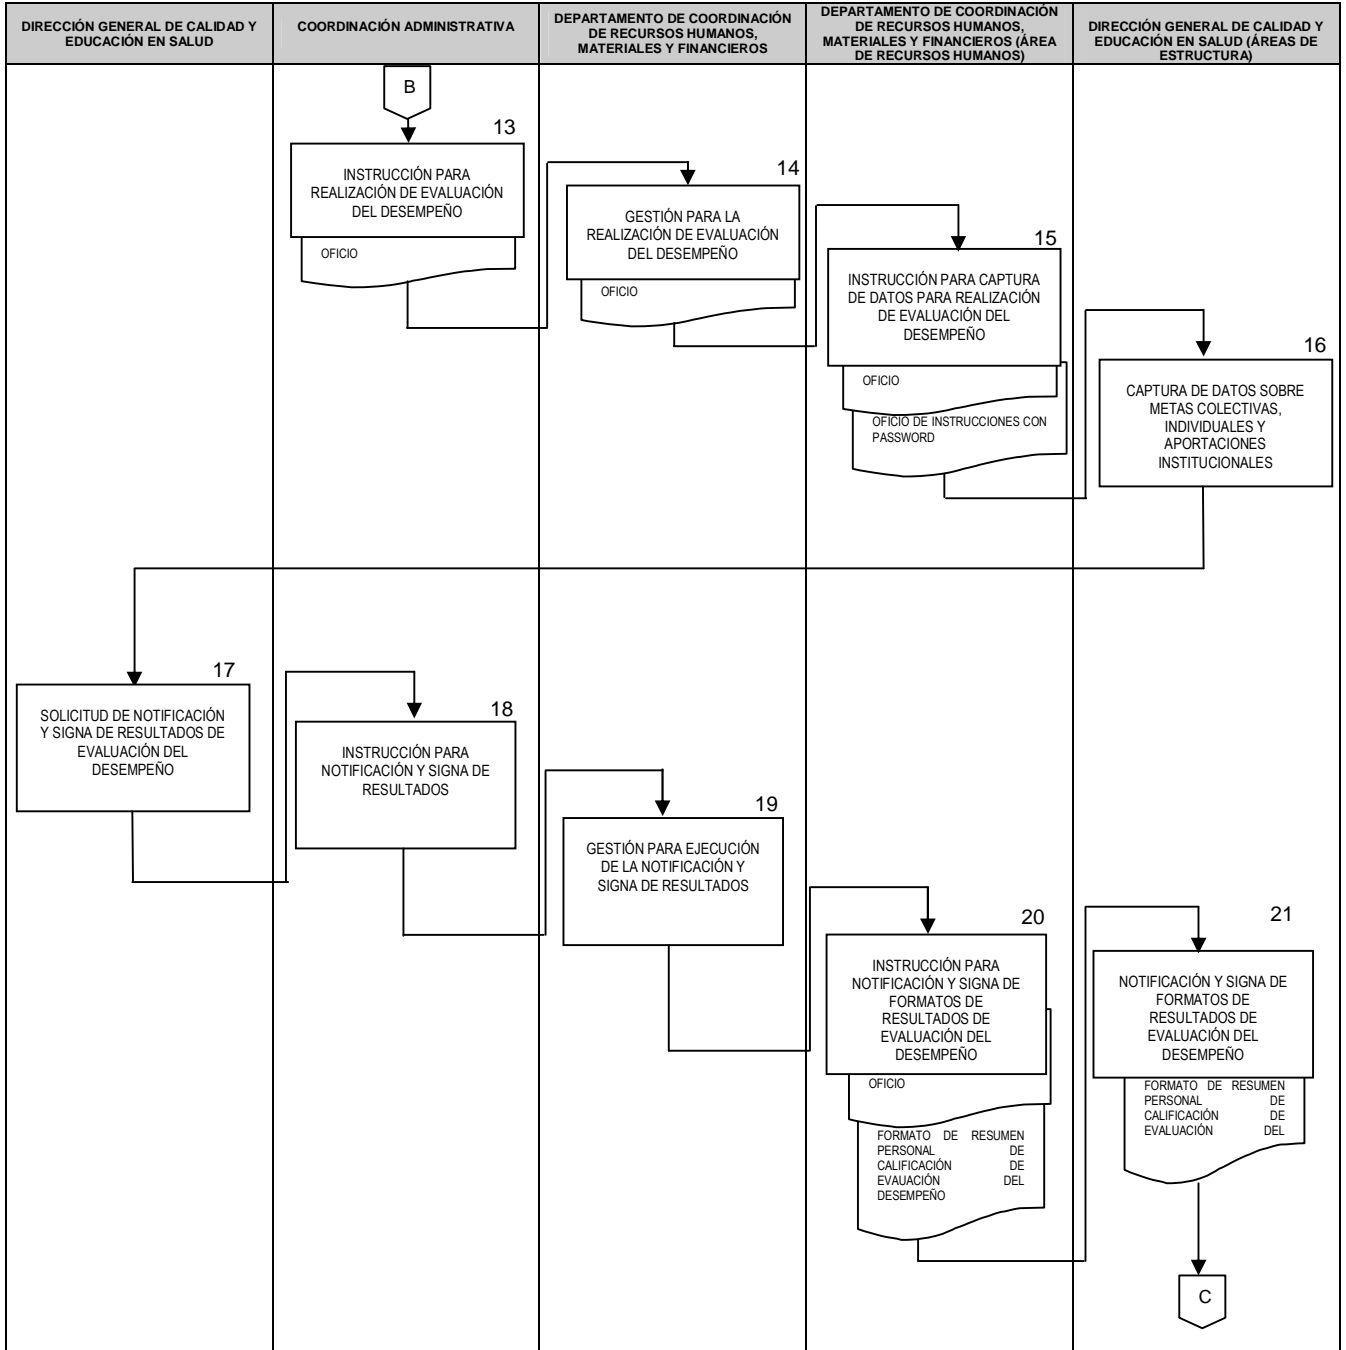 DIRECCIÓN GENERAL DE CALIDAD Y
EDUCACIÓN EN SALUD
COORDINACIÓN ADMINISTRATIVA
DEPARTAMENTO DE COORDINACIÓN
DE RECURSOS HUMANOS,
MATERIALES Y FINANCIEROS
DEPARTAMENTO DE COORDINACIÓN
DE RECURSOS HUMANOS,
MATERIALES Y FINANCIEROS (ÁREA
DE RECURSOS HUMANOS)
DIRECCIÓN GENERAL DE CALIDAD Y
EDUCACIÓN EN SALUD (ÁREAS DE
ESTRUCTURA)
B
13
INSTRUCCIÓN PARA
REALIZACIÓN DE EVALUACIÓN
DEL DESEMPEÑO
OFICIO
14
GESTIÓN PARA LA
REALIZACIÓN DE EVALUACIÓN
DEL DESEMPEÑO
OFICIO
15
INSTRUCCIÓN PARA CAPTURA
DE DATOS PARA REALIZACIÓN
DE EVALUACIÓN DEL
DESEMPEÑO
OFICIO
OFICIO DE INSTRUCCIONES CON
PASSWORD
16
CAPTURA DE DATOS SOBRE
METAS COLECTIVAS,
INDIVIDUALES Y
APORTACIONES
INSTITUCIONALES
17
SOLICITUD DE NOTIFICACIÓN
Y SIGNA DE RESULTADOS DE
EVALUACIÓN DEL
DESEMPEÑO
18
INSTRUCCIÓN PARA
NOTIFICACIÓN Y SIGNA DE
RESULTADOS
19
GESTIÓN PARA EJECUCIÓN
DE LA NOTIFICACIÓN Y
SIGNA DE RESULTADOS
20
INSTRUCCIÓN PARA
NOTIFICACIÓN Y SIGNA DE
FORMATOS DE
RESULTADOS DE
EVALUACIÓN DEL
DESEMPEÑO
OFICIO
FORMATO DE RESUMEN
PERSONAL DE
CALIFICACIÓN DE
EVAUACIÓN DEL
DESEMPEÑO
21
NOTIFICACIÓN Y SIGNA DE
FORMATOS DE
RESULTADOS DE
EVALUACIÓN DEL
DESEMPEÑO
FORMATO DE RESUMEN
PERSONAL DE
CALIFICACIÓN DE
EVALUACIÓN DEL
C